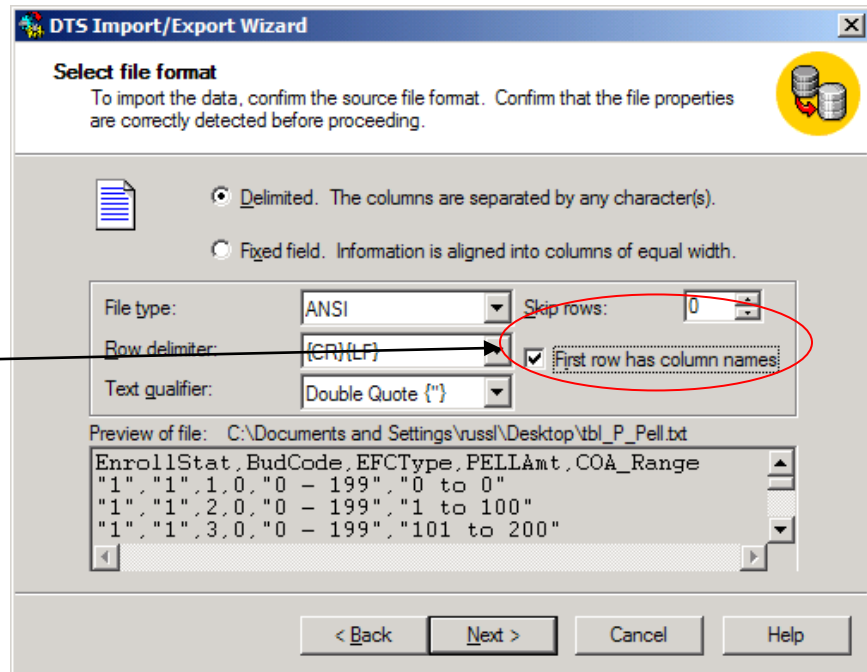 DTS Import/Export Wizard
Select file format
To import the data, confirm the source file format. Confirm that the file properties
are correctly detected before proceeding.
Delimited. The columns are separated by any character(s).
Fixed field. Information is aligned into columns of equal width.
File type: ANSI Skip rows: 0
Row delimiter: {CR}{LF} First row has column names
Text qualifier: Double Quote {"}
Preview of file: C:\Documents and Settings\russl\Desktop\tbl_P_Pell.txt
EnrollStat,BudCode,EFCType,PELLAmt,COA_Range
"1","1",1,0,"0 - 199","0 to 0"
"1","1",2,0,"0 - 199","1 to 100"
"1","1",3,0,"0 - 199","101 to 200"
< Back Next > Cancel Help